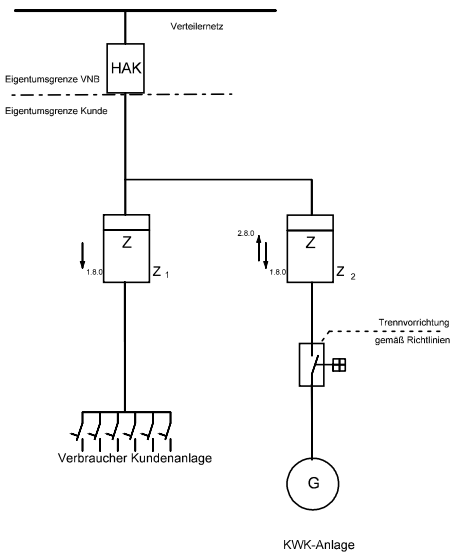 Verteilernetz
HAK
Eigentumsgrenze VNB
Eigentumsgrenze Kunde
Z
1.8.0
Z 1
2.8.0
Z
1.8.0
Z 2
Trennvorrichtung
gemäß Richtlinien
Verbraucher Kundenanlage
G
KWK-Anlage